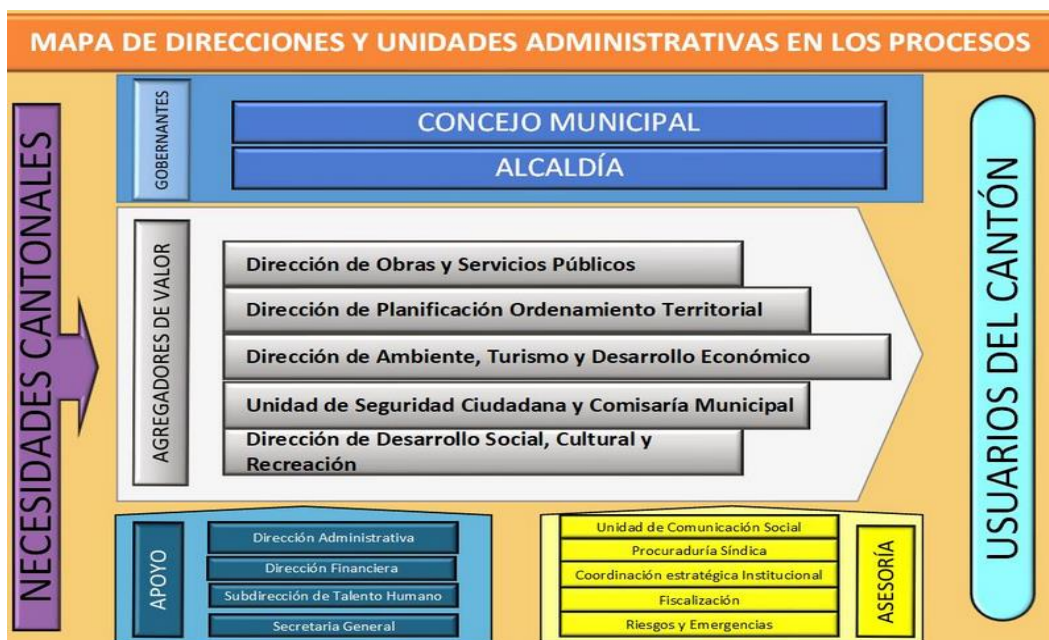 MAPA DE DIRECCIONES Y UNIDADES ADMINISTRATIVAS EN LOS PROCESOS
NECESIDADES CANTONALES
GOBERNANTES
CONCEJO MUNICIPAL
ALCALDÍA
AGREGADORES DE VALOR
Dirección de Obras y Servicios Públicos
Dirección de Planificación Ordenamiento Territorial
Dirección de Ambiente, Turismo y Desarrollo Económico
Unidad de Seguridad Ciudadana y Comisaría Municipal
Dirección de Desarrollo Social, Cultural y
Recreación
APOYO
Dirección Administrativa
Dirección Financiera
Subdirección de Talento Humano
Secretaria General
Unidad de Comunicación Social
Procuraduría Síndica
Coordinación estratégica Institucional
Fiscalización
Riesgos y Emergencias
ASESORÍA
USUARIOS DEL CANTÓN